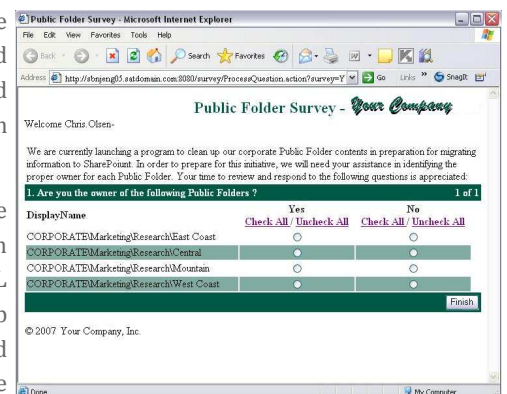 Public Folder Survey - Microsoft Internet Explorer
File Edit View Favorites Tools Help
Back Search Favorites
Address http://sbnjeng05.satdomain.com:8080/survey/ProcessQuestion.action?survey=Y Go Links » SnagIt
Public Folder Survey - Your Company
Welcome Chris.Olsen-
We are currently launching a program to clean up our corporate Public Folder contents in preparation for migrating
information to SharePoint. In order to prepare for this initiative, we will need your assistance in identifying the
proper owner for each Public Folder. Your time to review and respond to the following questions is appreciated:
1. Are you the owner of the following Public Folders ? 1 of 1
DisplayName Yes No
Check All / Uncheck All Check All / Uncheck All
CORPORATE\Marketing\Research\East Coast
CORPORATE\Marketing\Research\Central
CORPORATE\Marketing\Research\Mountain
CORPORATE\Marketing\Research\West Coast
Finish
© 2007 Your Company, Inc.
Done My Computer